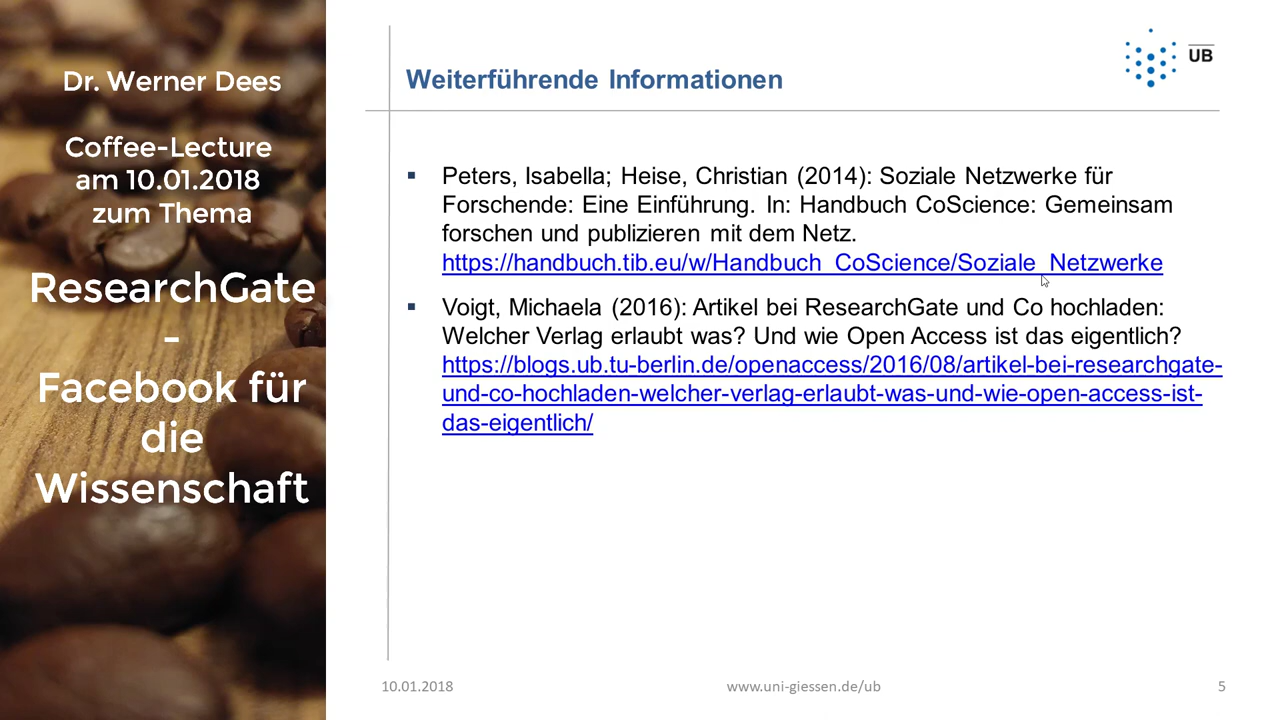 Dr. Werner Dees
Coffee-Lecture
am 10.01.2018
zum Thema
ResearchGate
-
Facebook für
die
Wissenschaft
UB
Weiterführende Informationen
▪ Peters, Isabella; Heise, Christian (2014): Soziale Netzwerke für
Forschende: Eine Einführung. In: Handbuch CoScience: Gemeinsam
forschen und publizieren mit dem Netz.
https://handbuch.tib.eu/w/Handbuch_CoScience/Soziale_Netzwerke
▪ Voigt, Michaela (2016): Artikel bei ResearchGate und Co hochladen:
Welcher Verlag erlaubt was? Und wie Open Access ist das eigentlich?
https://blogs.ub.tu-berlin.de/openaccess/2016/08/artikel-bei-researchgate-
und-co-hochladen-welcher-verlag-erlaubt-was-und-wie-open-access-ist-
das-eigentlich/
10.01.2018
www.uni-giessen.de/ub
5